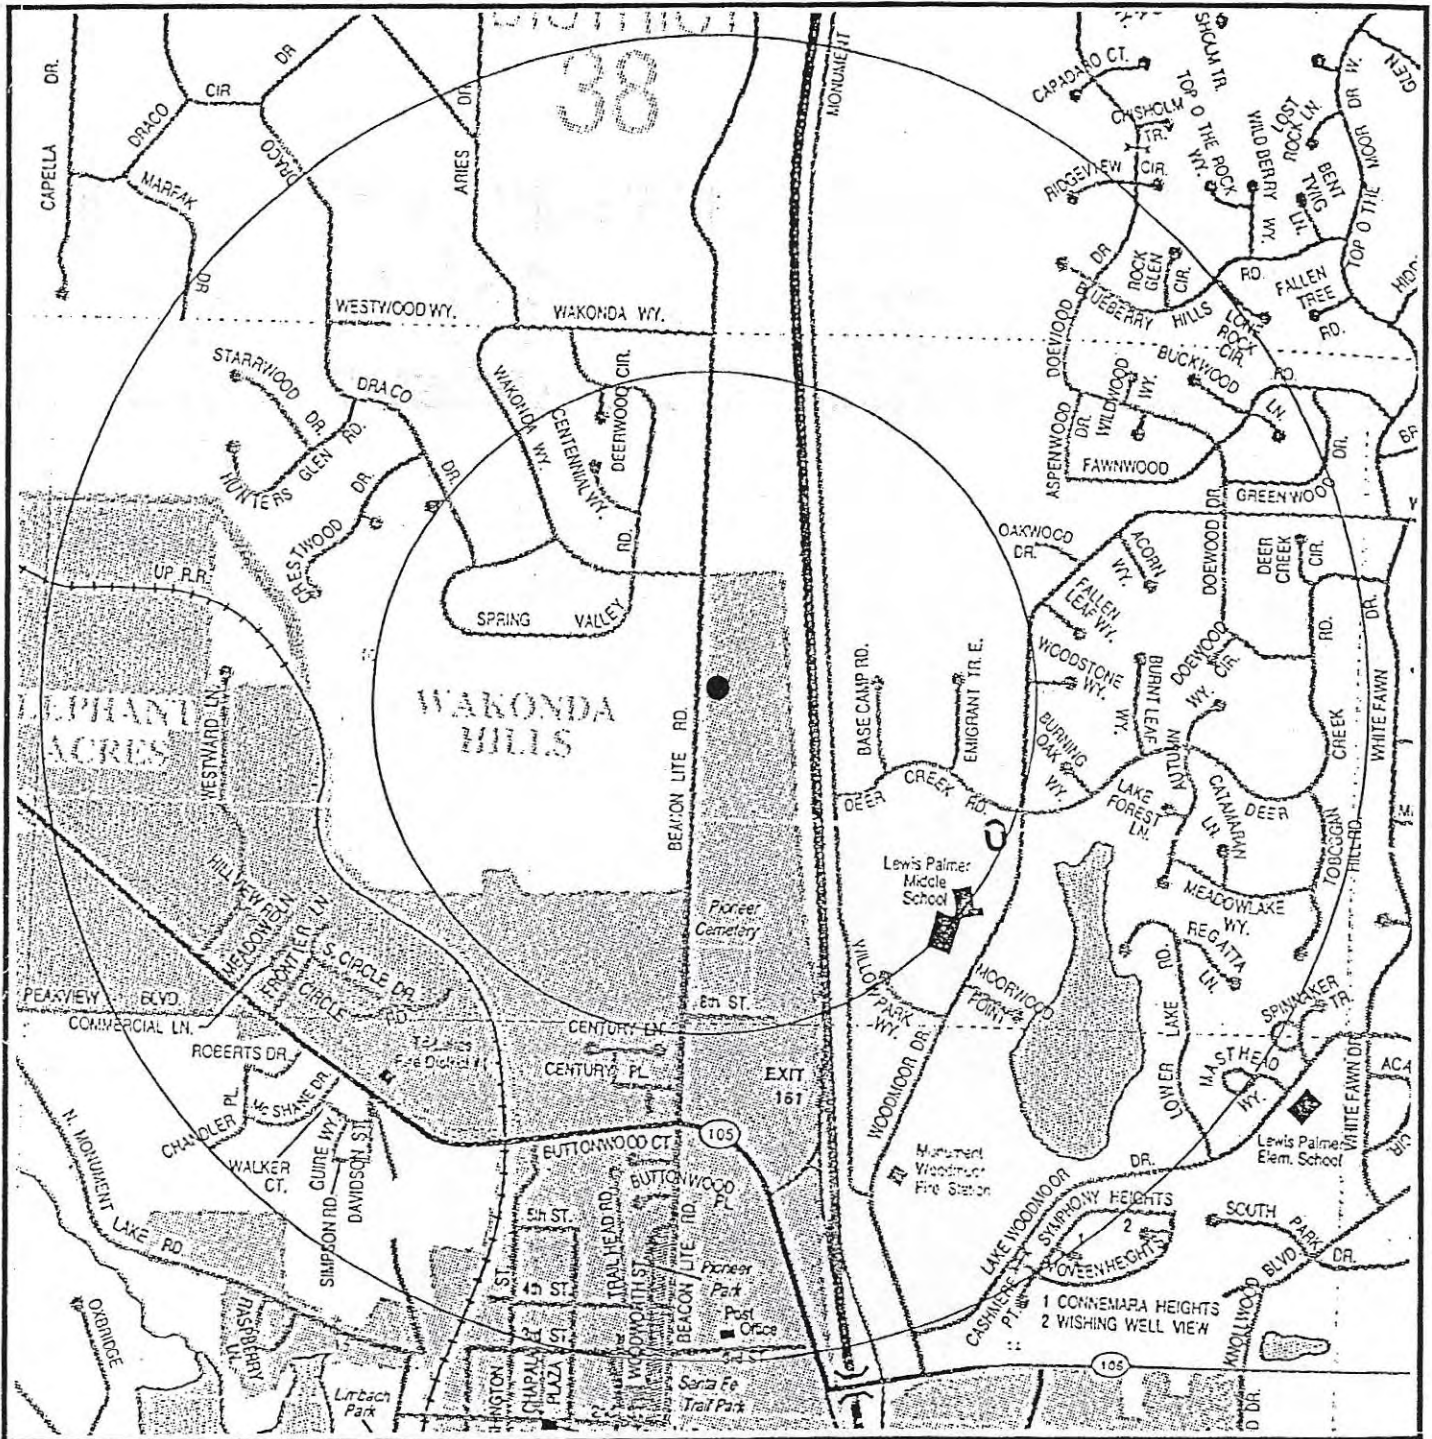 DISTRICT
38
CAPELLA DR.
DRACO
CIR
DR
DRACO
MARFAK
DR
ARIES
DR
MONUMENT
CAPADARO CT.
CHISHOLM
TR.
TOP O THE ROCK
WY.
WILD BERRY WY.
LOST
ROCK LN.
BENT
TWIG
LN.
TOP O THE MOOR DR W.
GLEN
RIDGEVIEW CIR.
ROCK
GLEN
CIR.
DOEWOOD
DR
HILLS
RD.
FALLEN
TREE
RD.
LONE
ROCK
CIR.
WESTWOOD WY.
WAKONDA WY.
STARRWOOD
DR.
DRACO
DR.
HUNTERS GLEN RD.
CRESTWOOD DR.
WAKONDA WY.
CENTENNIAL WY.
DEERWOOD CIR.
SPRING VALLEY
RD.
BUCKWOOD
LN.
RD.
ASPENWOOD
DR.
WILDWOOD
WY.
FAWNWOOD
GREENWOOD
DR.
DOEWOOD DR
OAKWOOD
DR.
ACORN
WY.
FALLEN
LEAF WY.
DEER
CREEK
CIR.
WOODSTONE
WY.
BURNT LEAF
WY.
DOEWOOD
CIR.
AUTUMN
WY.
BURNING
OAK
WY.
CREEK
RD.
WHITE FAWN
DR.
UP R.R.
ELEPHANT
ACRES
WESTWARD LN.
WAKONDA
HILLS
BEACON LITE RD.
BASE CAMP RD.
EMIGRANT TR. E.
DEER CREEK RD.
LAKE
FOREST
LN.
CATAMARAN
LN.
DEER
TOBOGGAN
HILL RD.
MEADOWLAKE
WY.
Lewis Palmer
Middle
School
REGATTA
LN.
SPINNAKER
TR.
Pioneer
Cemetery
HILLVIEW RD.
MEADOW LN.
FRONTIER LN.
S. CIRCLE DR.
CIRCLE
RD
PEAKVIEW BLVD.
COMMERCIAL LN.
WILLOW PARK
WY.
MOORWOOD
POINT
LOWER LAKE RD.
MASTHEAD
WY.
8th ST.
CENTURY LN.
CENTURY PL.
EXIT
161
WOODMOOR DR.
ROBERTS DR.
CHANDLER PL.
Mc SHANE DR.
WALKER
CT.
GUIRE WY.
DAVIDSON ST.
SIMPSON RD.
N. MONUMENT
LAKE RD.
105
BUTTONWOOD CT.
BUTTONWOOD
PL
Monument
Woodmoor
Fire Station
Lewis Palmer
Elem. School
WHITE FAWN DR.
ACA
CIR.
LAKE WOODMOOR
DR.
SYMPHONY HEIGHTS
1
2
SOUTH
PARK
DR.
KNOLLWOOD
BLVD.
CASHMERE
PT.
1 CONNEMARA HEIGHTS
2 WISHING WELL VIEW
5th ST.
4th ST.
ST.
TRAIL HEAD RD.
WOODWORTH ST.
BEACON LITE RD.
Pioneer
Park
Post
Office
Santa Fe
Trail Park
PLAZA
OXBRIDGE
RASPBERRY
Limbach
Park
105